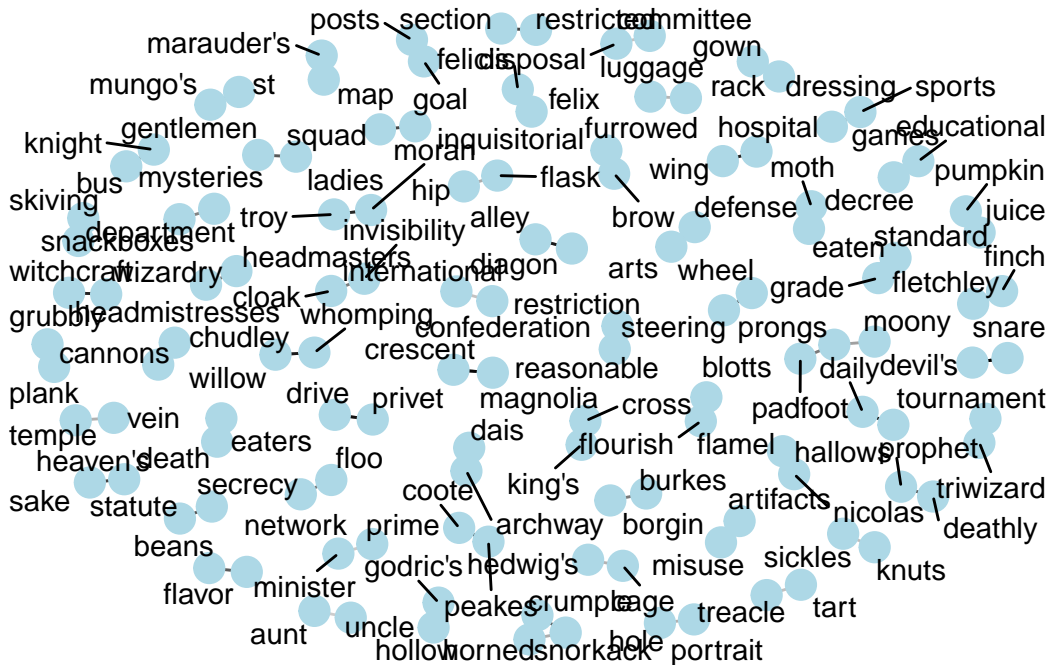 posts section restricted committee
marauder's felicis disposal gown
mungo's st map goal felix luggage rack dressing sports
knight gentlemen squad inquisitorial furrowed hospital games educational
bus mysteries ladies moran hip flask wing moth pumpkin
skiving department troy alley brow defense decree juice
snackboxes headmasters invisibility diagon arts wheel eaten standard finch
witchcraft wizardry cloak international restriction grade fletchley
grubbly headmistresses whomping confederation steering prongs moony snare
cannons chudley crescent reasonable blotts daily devil's
plank willow drive privet magnolia cross padfoot tournament
temple vein eaters dais flourish flamel hallows prophet
heaven's death floo king's burkes artifacts triwizard
sake statute secrecy coote archway borgin nicolas deathly
beans network prime hedwig's misuse sickles knuts
flavor minister godric's peakes crumple cage treacle tart
aunt uncle hollow horned snorkack hole portrait